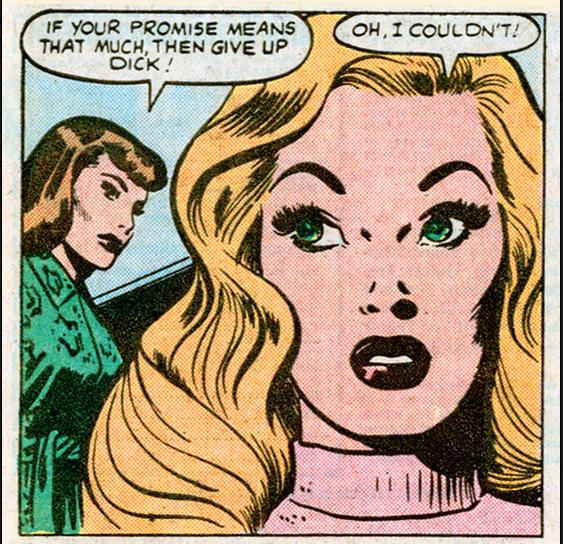 IF YOUR PROMISE MEANS
THAT MUCH, THEN GIVE UP
DICK!
OH, I COULDN'T!